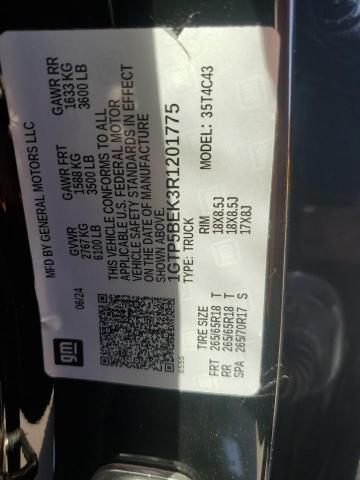 MFD BY GENERAL MOTORS LLC
06/24
GVWR
2767KG
6100 LB
GAWR FRT
1588 KG
3500 LB
GAWR RR
1633 KG
3600 LB
THIS VEHICLE CONFORMS TO ALL
APPLICABLE U.S. FEDERAL MOTOR
VEHICLE SAFETY STANDARDS IN EFFECT
ON THE DATE OF MANUFACTURE
SHOWN ABOVE.
1GTP5BEK3R1201775
TYPE: TRUCK
MODEL: 35T4C43
TIRE SIZE RIM
FRT 265/65R18 T 18X8.5J
RR 265/65R18 T 18X8.5J
SPA 265/70R17 S 17X8J
gm